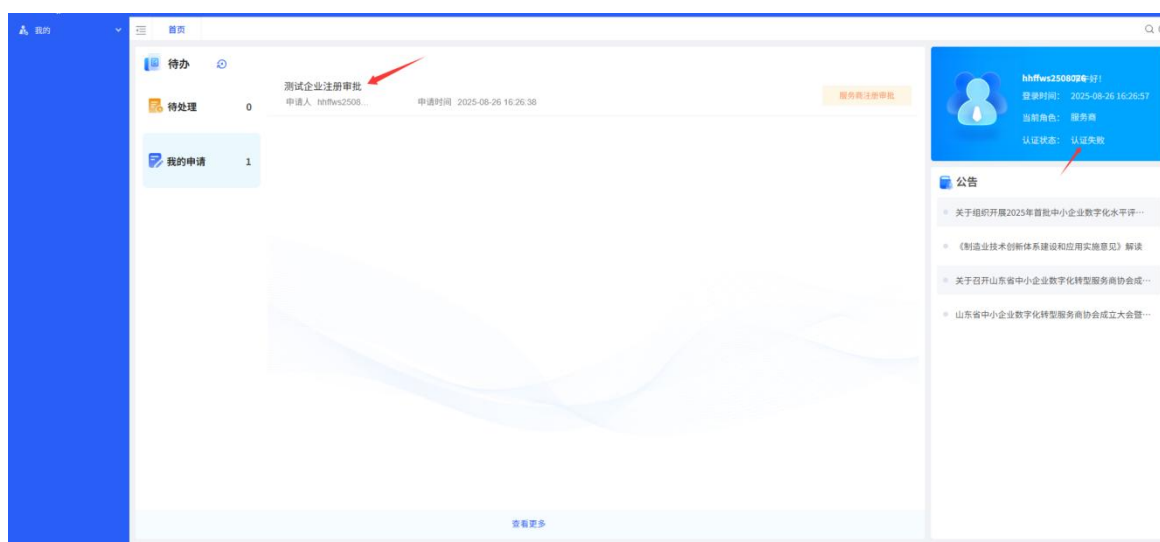 我的
首页
待办
待处理 0
我的申请 1
测试企业注册审批
申请人 hhffws2508...
申请时间 2025-08-26 16:26:38
服务商注册审批
查看更多
hhffws250802
登录时间： 2025-08-26 16:26:57
当前角色： 服务商
认证状态： 认证失败
公告
关于组织开展2025年首批中小企业数字化水平评…
《制造业技术创新体系建设和应用实施意见》解读
关于召开山东省中小企业数字化转型服务商协会成…
山东省中小企业数字化转型服务商协会成立大会暨…